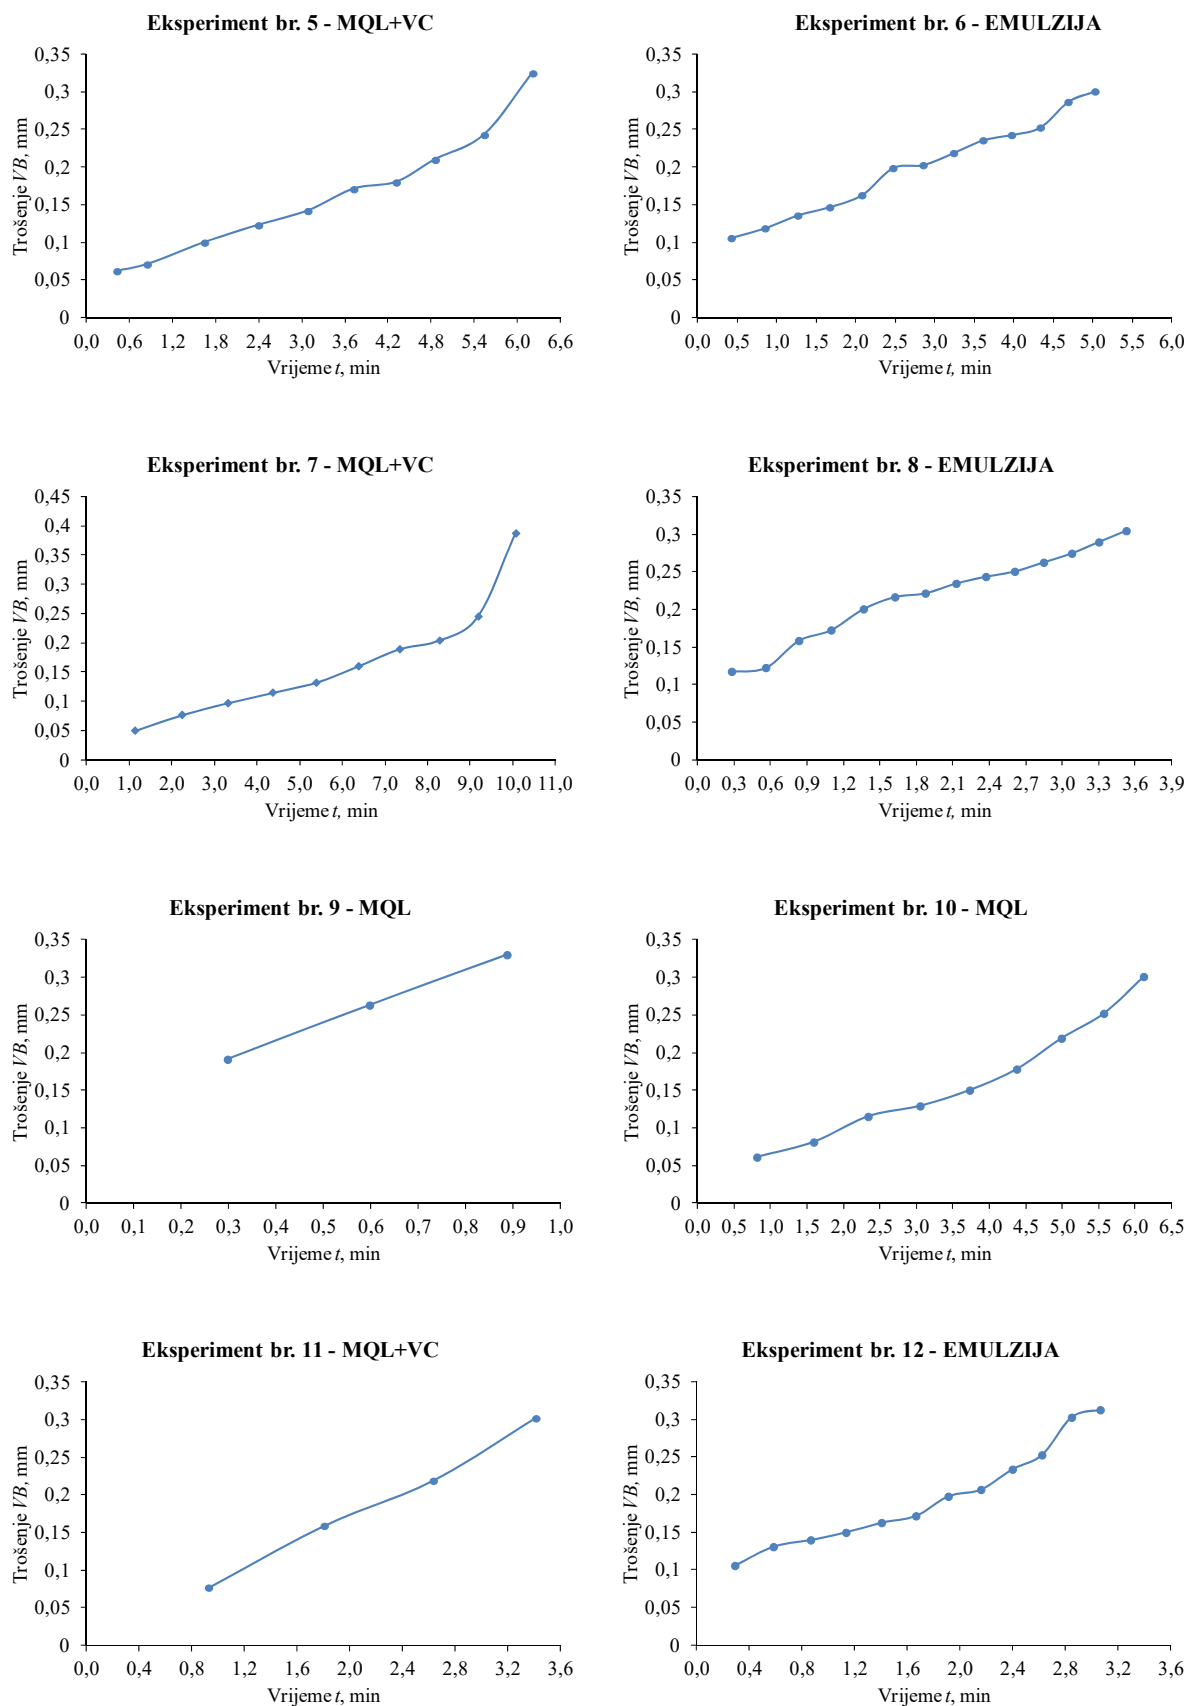 Eksperiment br. 5 - MQL+VC
0,35
0,3
0,25
0,2
0,15
0,1
0,05
0
Trošenje VB, mm
0,0 0,6 1,2 1,8 2,4 3,0 3,6 4,2 4,8 5,4 6,0 6,6
Vrijeme t, min
Eksperiment br. 6 - EMULZIJA
0,35
0,3
0,25
0,2
0,15
0,1
0,05
0
Trošenje VB, mm
0,0 0,5 1,0 1,5 2,0 2,5 3,0 3,5 4,0 4,5 5,0 5,5 6,0
Vrijeme t, min
Eksperiment br. 7 - MQL+VC
0,45
0,4
0,35
0,3
0,25
0,2
0,15
0,1
0,05
0
Trošenje VB, mm
0,0 1,0 2,0 3,0 4,0 5,0 6,0 7,0 8,0 9,0 10,0 11,0
Vrijeme t, min
Eksperiment br. 8 - EMULZIJA
0,35
0,3
0,25
0,2
0,15
0,1
0,05
0
Trošenje VB, mm
0,0 0,3 0,6 0,9 1,2 1,5 1,8 2,1 2,4 2,7 3,0 3,3 3,6 3,9
Vrijeme t, min
Eksperiment br. 9 - MQL
0,35
0,3
0,25
0,2
0,15
0,1
0,05
0
Trošenje VB, mm
0,0 0,1 0,2 0,3 0,4 0,5 0,6 0,7 0,8 0,9 1,0
Vrijeme t, min
Eksperiment br. 10 - MQL
0,35
0,3
0,25
0,2
0,15
0,1
0,05
0
Trošenje VB, mm
0,0 0,5 1,0 1,5 2,0 2,5 3,0 3,5 4,0 4,5 5,0 5,5 6,0 6,5
Vrijeme t, min
Eksperiment br. 11 - MQL+VC
0,35
0,3
0,25
0,2
0,15
0,1
0,05
0
Trošenje VB, mm
0,0 0,4 0,8 1,2 1,6 2,0 2,4 2,8 3,2 3,6
Vrijeme t, min
Eksperiment br. 12 - EMULZIJA
0,35
0,3
0,25
0,2
0,15
0,1
0,05
0
Trošenje VB, mm
0,0 0,4 0,8 1,2 1,6 2,0 2,4 2,8 3,2 3,6
Vrijeme t, min